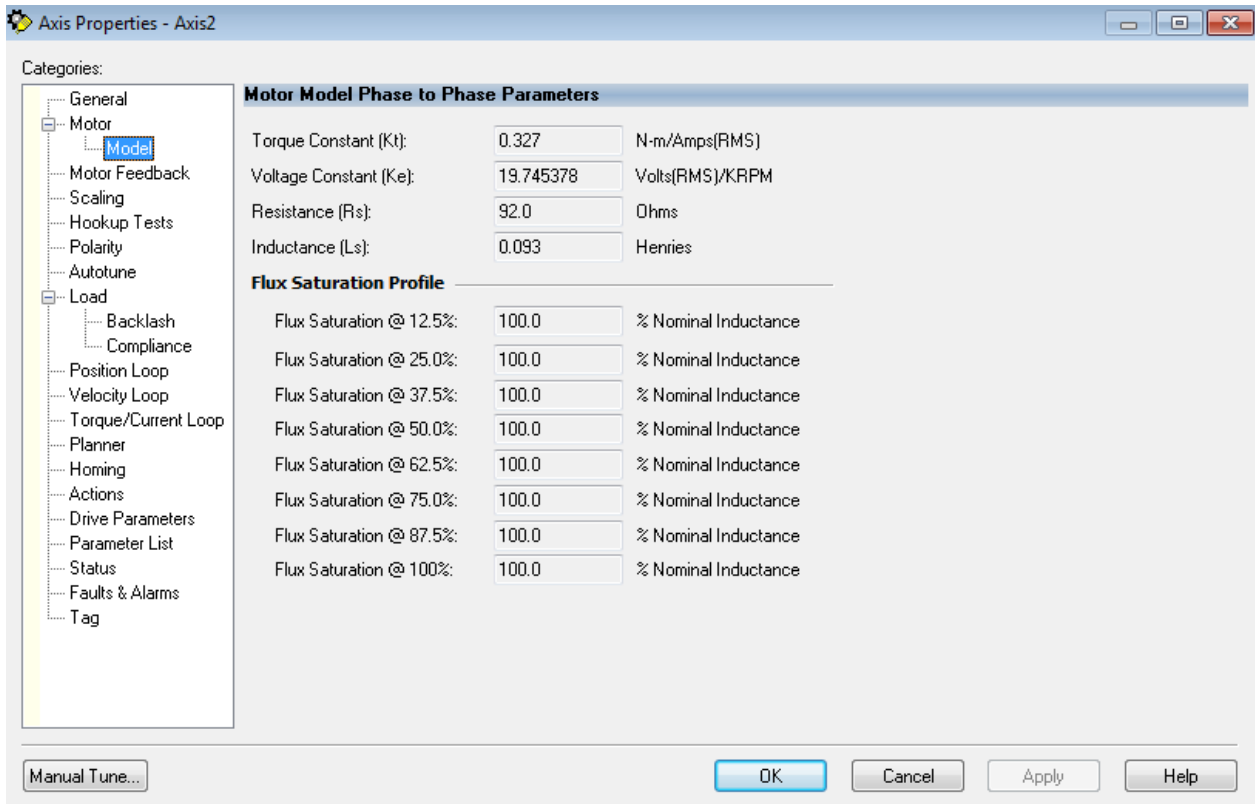 Axis Properties - Axis2
Categories:
General
Motor
Model
Motor Feedback
Scaling
Hookup Tests
Polarity
Autotune
Load
Backlash
Compliance
Position Loop
Velocity Loop
Torque/Current Loop
Planner
Homing
Actions
Drive Parameters
Parameter List
Status
Faults & Alarms
Tag
Motor Model Phase to Phase Parameters
Torque Constant (Kt): 0.327 N-m/Amps(RMS)
Voltage Constant (Ke): 19.745378 Volts(RMS)/KRPM
Resistance (Rs): 92.0 Ohms
Inductance (Ls): 0.093 Henries
Flux Saturation Profile
Flux Saturation @ 12.5%: 100.0 % Nominal Inductance
Flux Saturation @ 25.0%: 100.0 % Nominal Inductance
Flux Saturation @ 37.5%: 100.0 % Nominal Inductance
Flux Saturation @ 50.0%: 100.0 % Nominal Inductance
Flux Saturation @ 62.5%: 100.0 % Nominal Inductance
Flux Saturation @ 75.0%: 100.0 % Nominal Inductance
Flux Saturation @ 87.5%: 100.0 % Nominal Inductance
Flux Saturation @ 100%: 100.0 % Nominal Inductance
Manual Tune... OK Cancel Apply Help